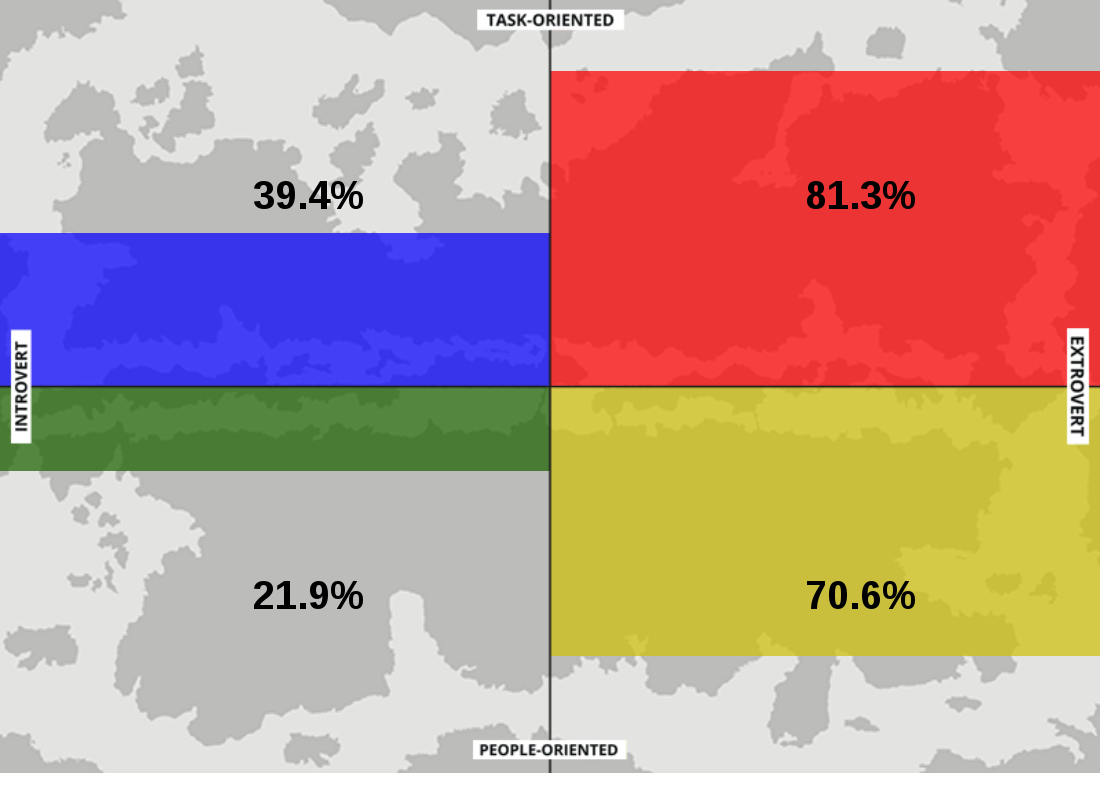 TASK-ORIENTED
39.4%
81.3%
INTROVERT
EXTROVERT
21.9%
70.6%
PEOPLE-ORIENTED